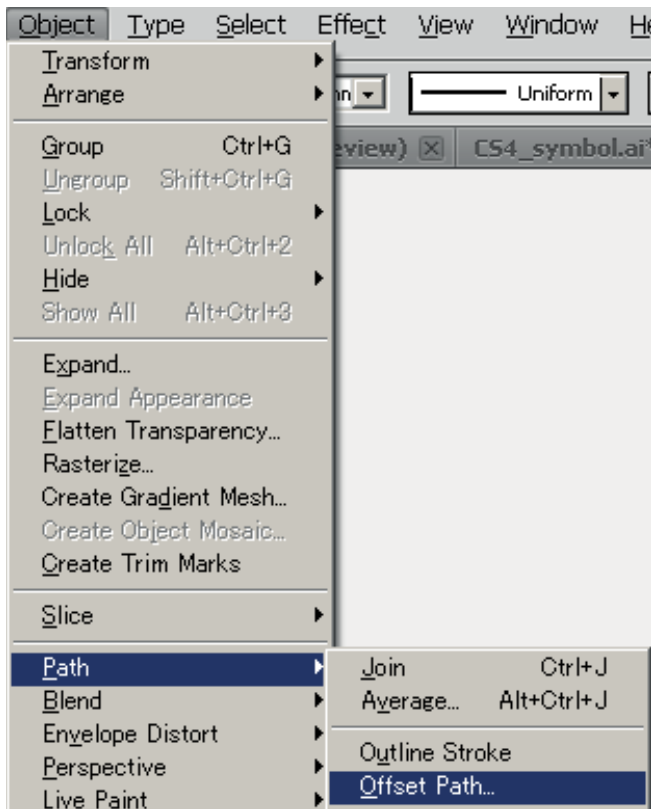 Object Type Select Effect View Window
Transform
Arrange
Uniform
Group Ctrl+G
CS4_symbol.ai*
Ungroup Shift+Ctrl+G
Lock
Unlock All Alt+Ctrl+2
Hide
Show All Alt+Ctrl+3
Expand...
Expand Appearance
Flatten Transparency...
Rasterize...
Create Gradient Mesh...
Create Object Mosaic...
Create Trim Marks
Slice
Path
Join Ctrl+J
Blend
Average... Alt+Ctrl+J
Envelope Distort
Outline Stroke
Perspective
Offset Path...
Live Paint